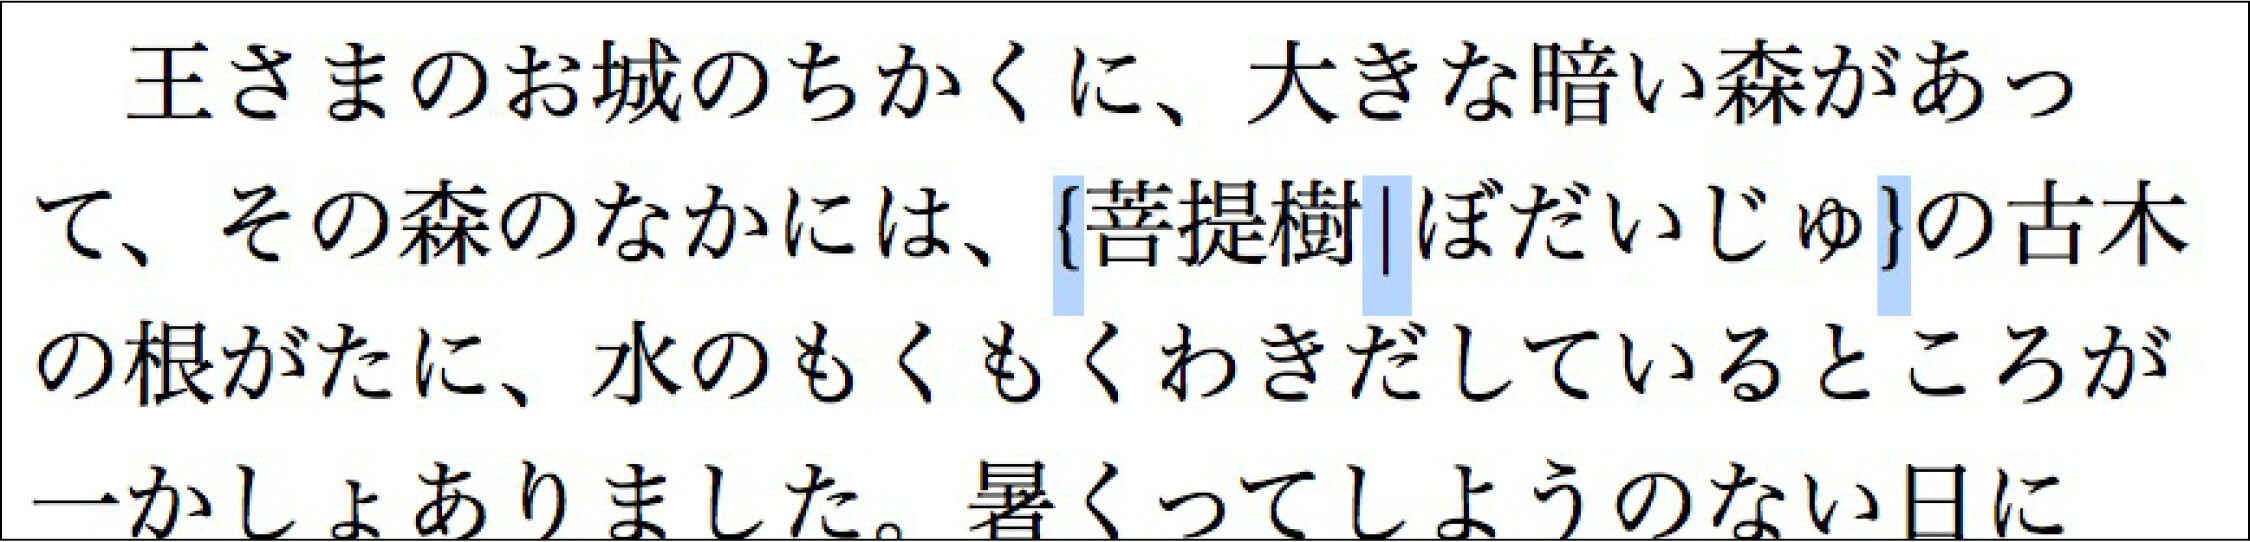 王さまのお城のちかくに、大きな暗い森があっ
て、その森のなかには、{菩提樹|ぼだいじゅ}の古木
の根がたに、水のもくもくわきだしているところが
一かしょありました。暑くってしようのない日に